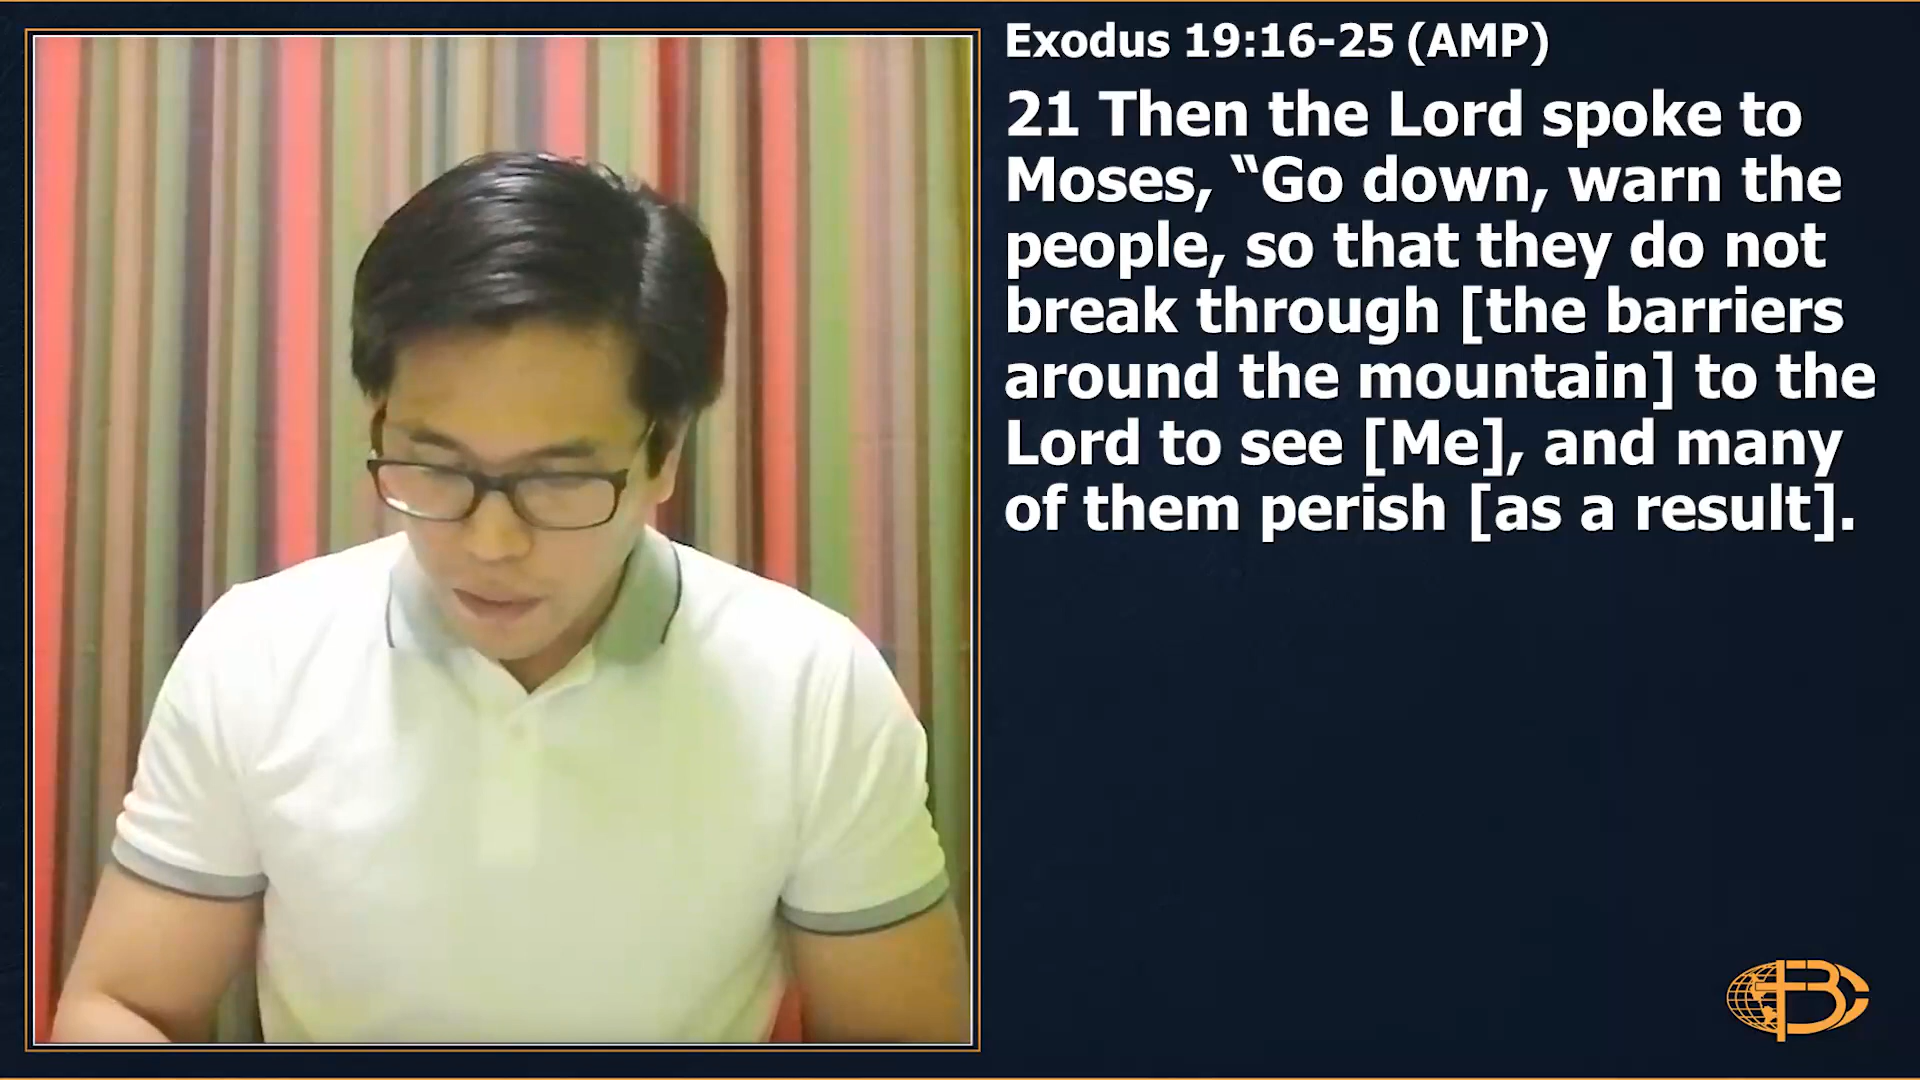 Exodus 19:16-25 (AMP)
21 Then the Lord spoke to
Moses, “Go down, warn the
people, so that they do not
break through [the barriers
around the mountain] to the
Lord to see [Me], and many
of them perish [as a result].